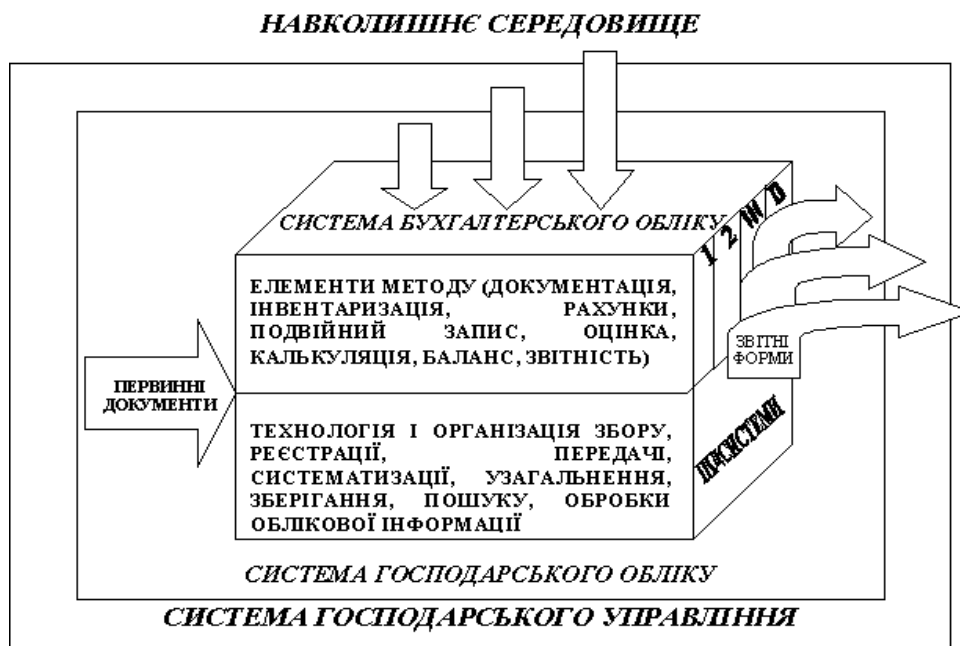 НАВКОЛИШНЄ СЕРЕДОВИЩЕ
СИСТЕМА БУХГАЛТЕРСЬКОГО ОБЛІКУ
1 2
ЕЛЕМЕНТИ МЕТОДУ (ДОКУМЕНТАЦІЯ,
ІНВЕНТАРИЗАЦІЯ, РАХУНКИ,
ПОДВІЙНИЙ ЗАПИС, ОЦІНКА,
КАЛЬКУЛЯЦІЯ, БАЛАНС, ЗВІТНІСТЬ)
ЗВІТНІ
ФОРМИ
ПЕРВИННІ
ДОКУМЕНТИ
ТЕХНОЛОГІЯ І ОРГАНІЗАЦІЯ ЗБОРУ,
РЕЄСТРАЦІЇ, ПЕРЕДАЧІ,
СИСТЕМАТИЗАЦІЇ, УЗАГАЛЬНЕННЯ,
ЗБЕРІГАННЯ, ПОШУКУ, ОБРОБКИ
ОБЛІКОВОЇ ІНФОРМАЦІЇ
ПІДСИСТЕМИ
СИСТЕМА ГОСПОДАРСЬКОГО ОБЛІКУ
СИСТЕМА ГОСПОДАРСЬКОГО УПРАВЛІННЯ